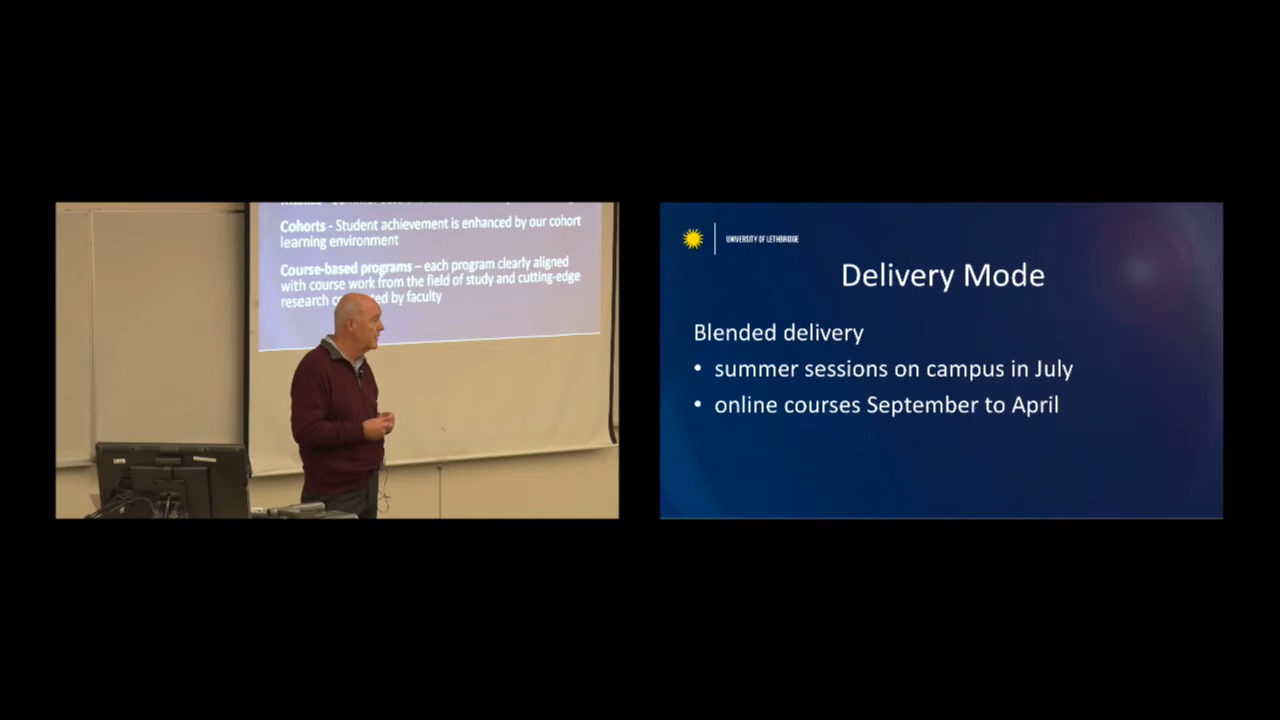 Cohorts - Student achievement is enhanced by our cohort
learning environment
Course-based programs – each program clearly aligned
with course work from the field of study and cutting-edge
research by faculty
UNIVERSITY OF LETHBRIDGE
Delivery Mode
Blended delivery
• summer sessions on campus in July
• online courses September to April